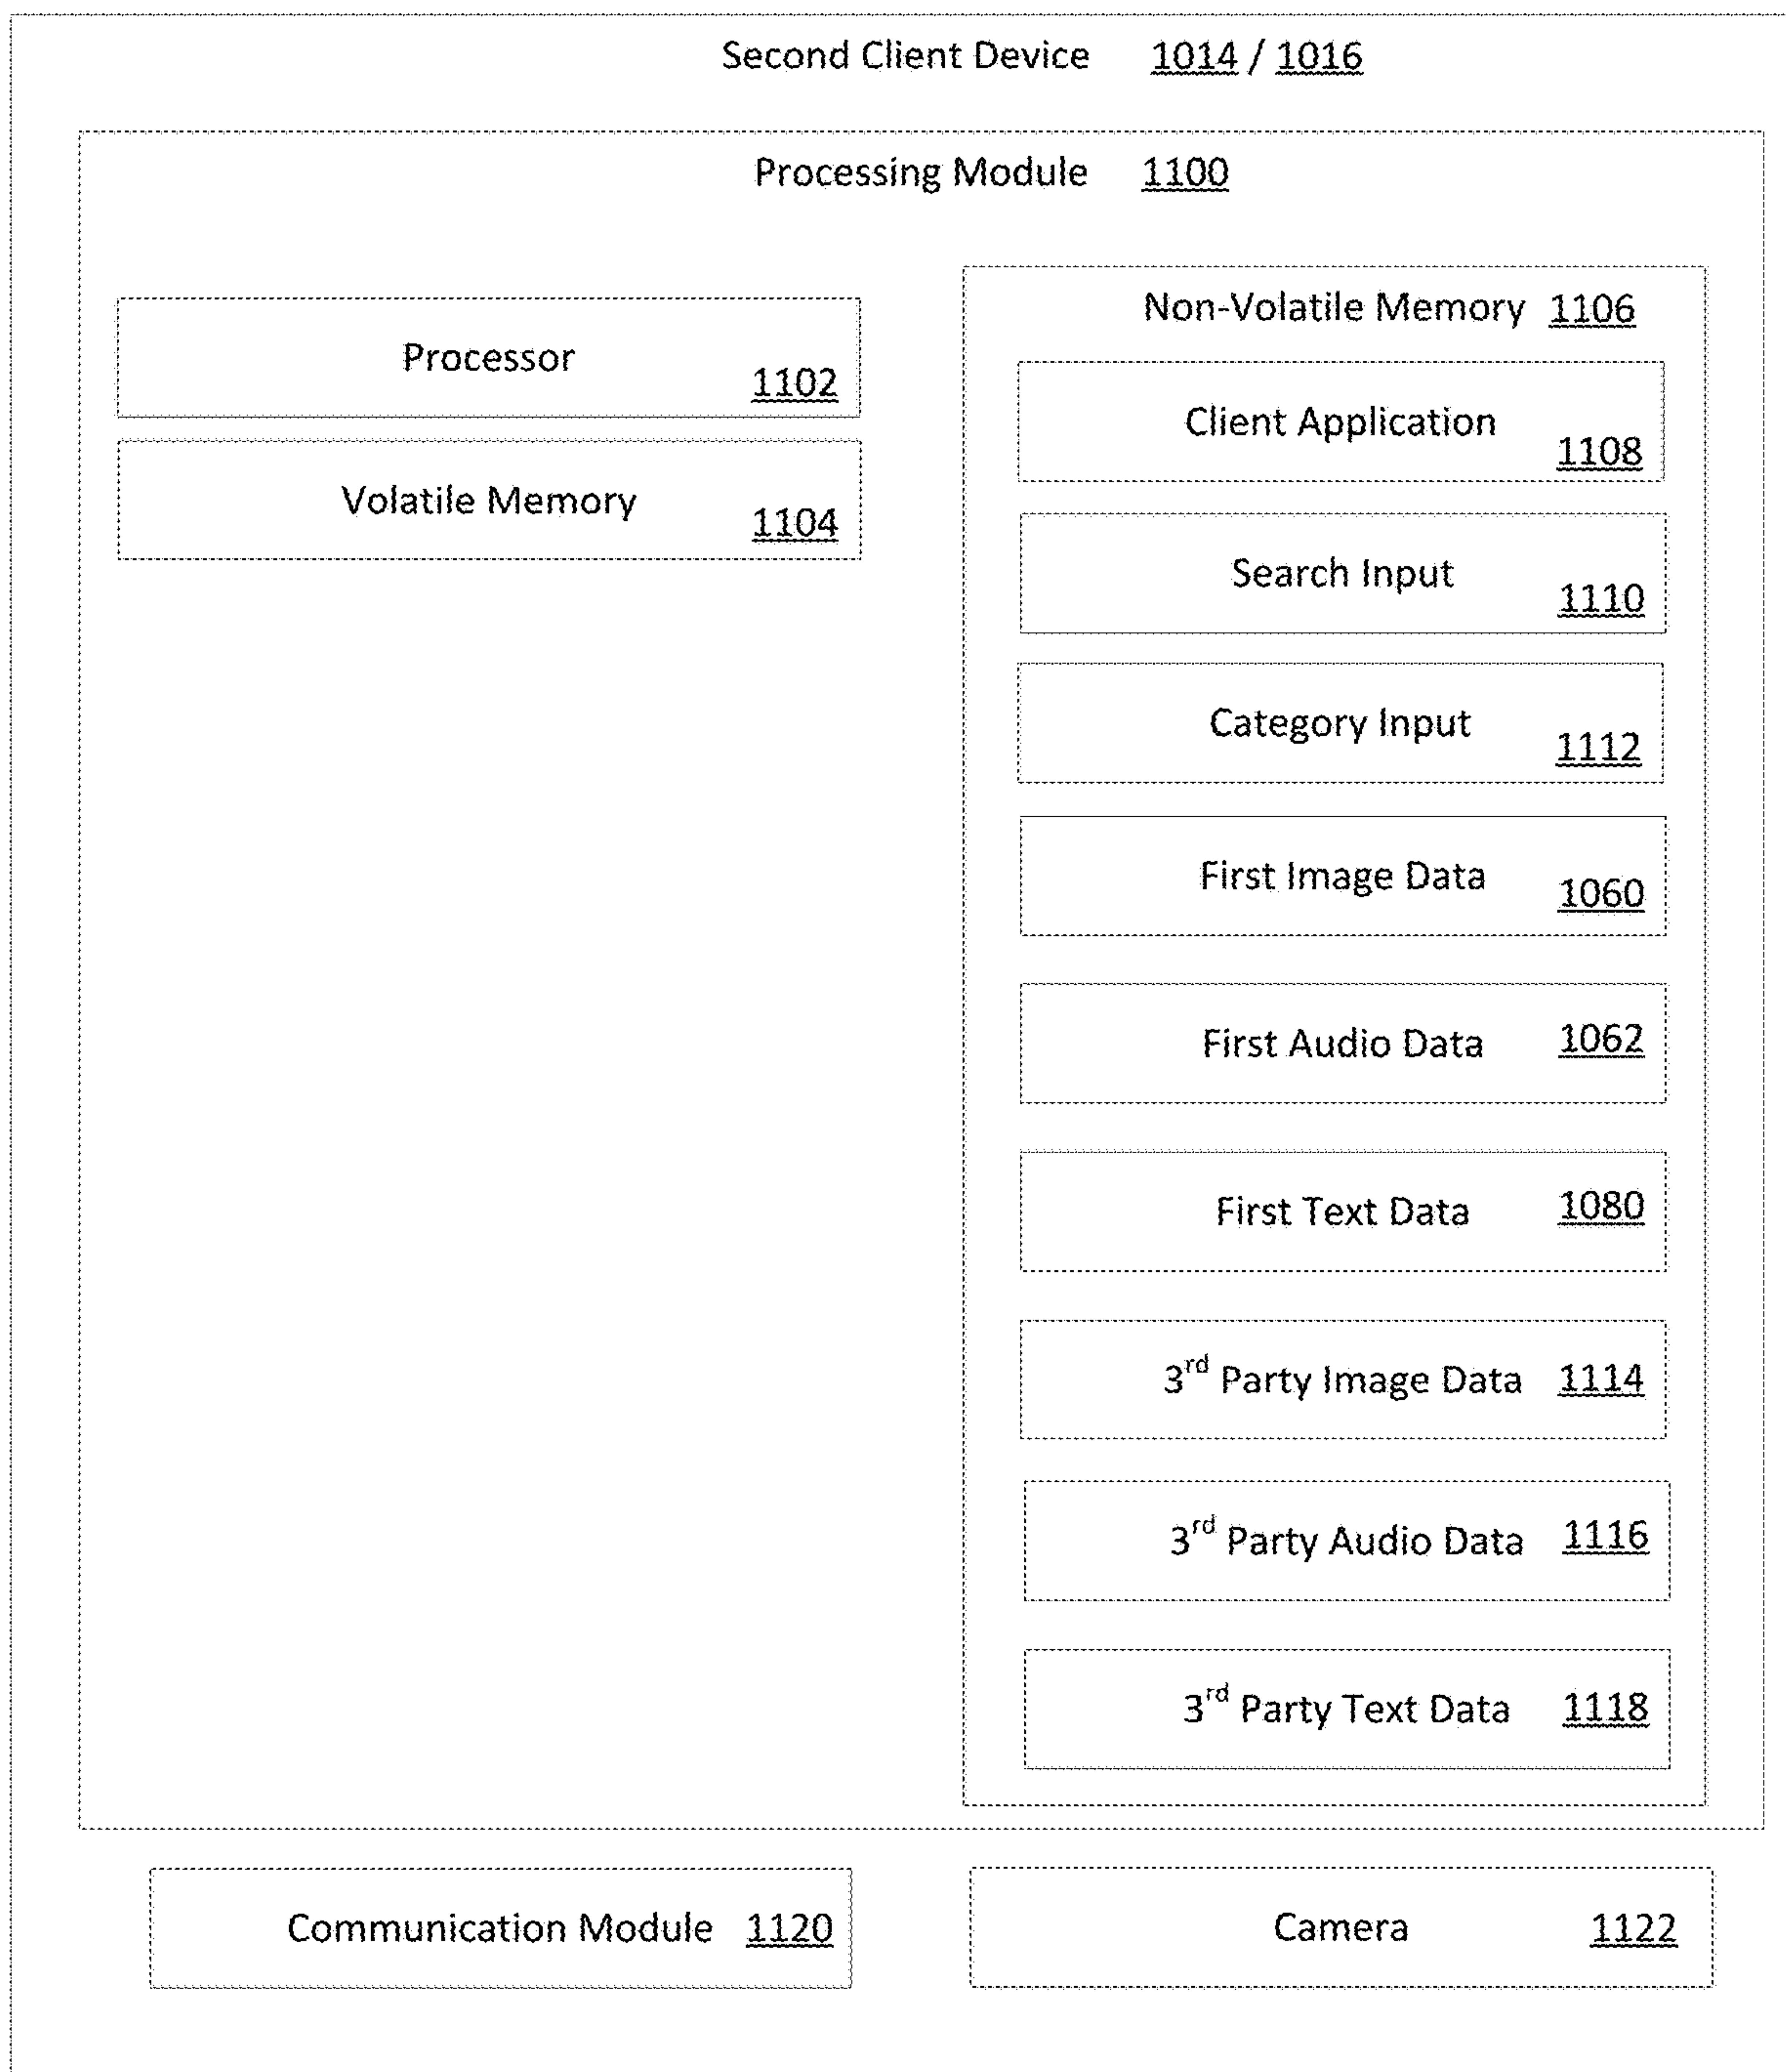 Second Client Device 1014 / 1016
Processing Module 1100
Processor 1102
Volatile Memory 1104
Non-Volatile Memory 1106
Client Application 1108
Search Input 1110
Category Input 1112
First Image Data 1060
First Audio Data 1062
First Text Data 1080
3rd Party Image Data 1114
3rd Party Audio Data 1116
3rd Party Text Data 1118
Communication Module 1120
Camera 1122